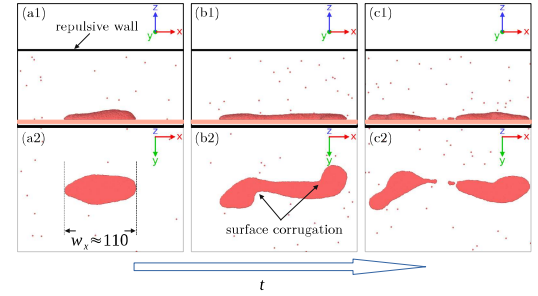 (a1)
z
x
y
repulsive wall
(b1)
z
x
y
(c1)
z
x
y
(a2)
z
x
y
w_x≈110
(b2)
z
x
y
surface corrugation
(c2)
z
x
y
t